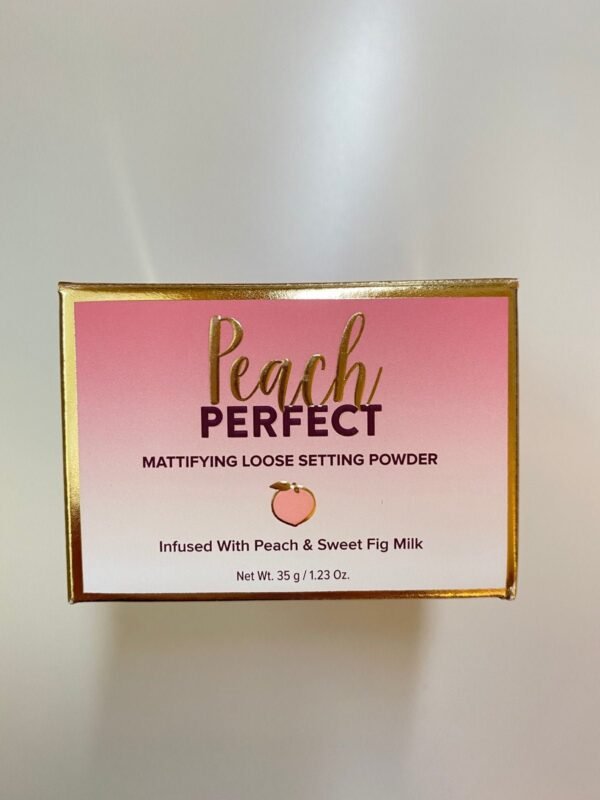 Peach
PERFECT
MATTIFYING LOOSE SETTING POWDER
Infused With Peach & Sweet Fig Milk
Net Wt. 35 g / 1.23 Oz.